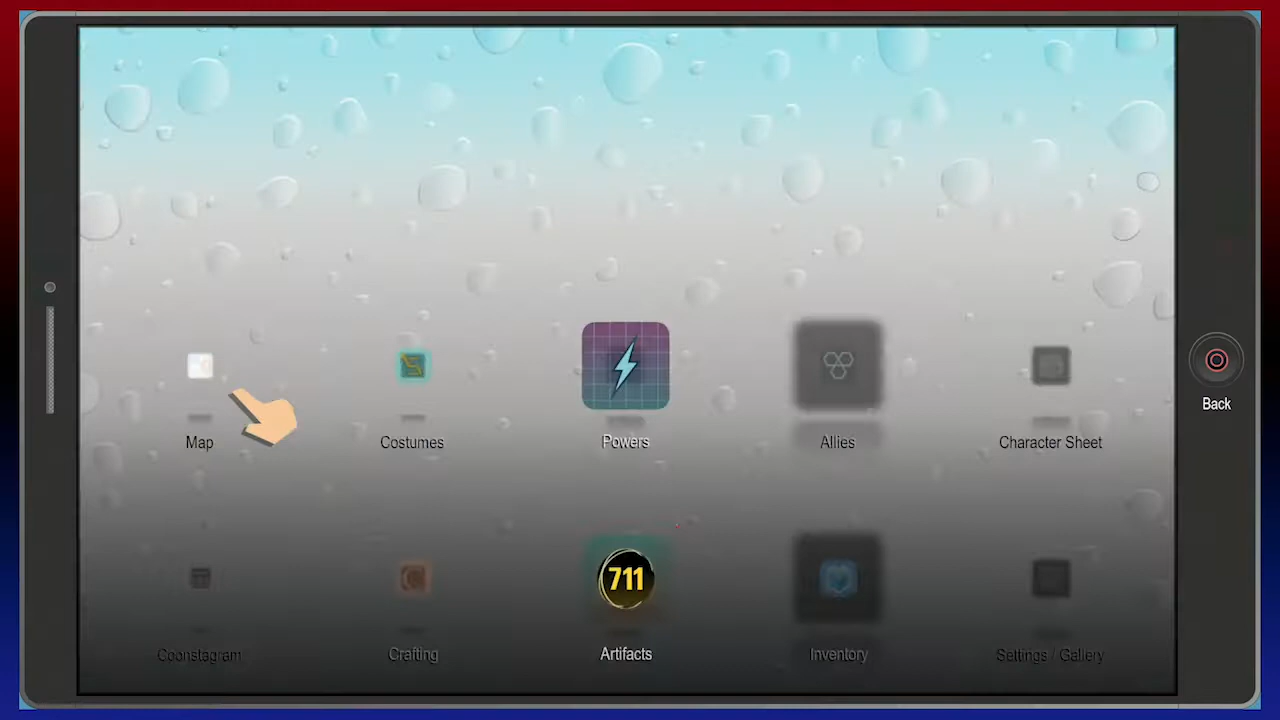 Back
Map
Costumes
Powers
Allies
Character Sheet
711
Coonstagram
Crafting
Artifacts
Inventory
Settings / Gallery